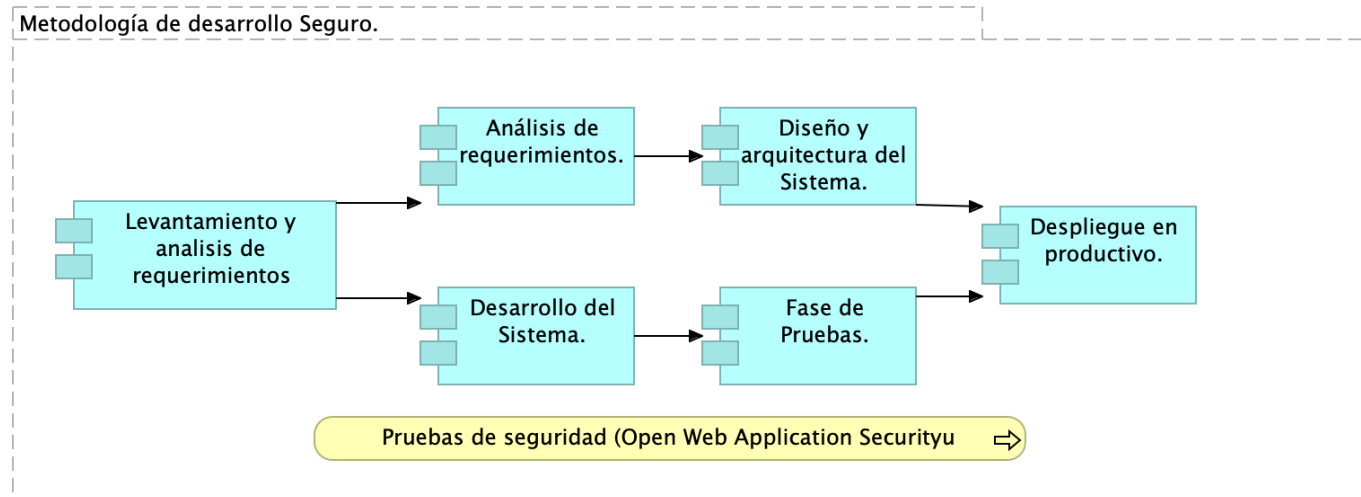 Metodología de desarrollo Seguro.
Análisis de
requerimientos.
Diseño y
arquitectura del
Sistema.
Levantamiento y
analisis de
requerimientos
Despliegue en
productivo.
Desarrollo del
Sistema.
Fase de
Pruebas.
Pruebas de seguridad (Open Web Application Securityu